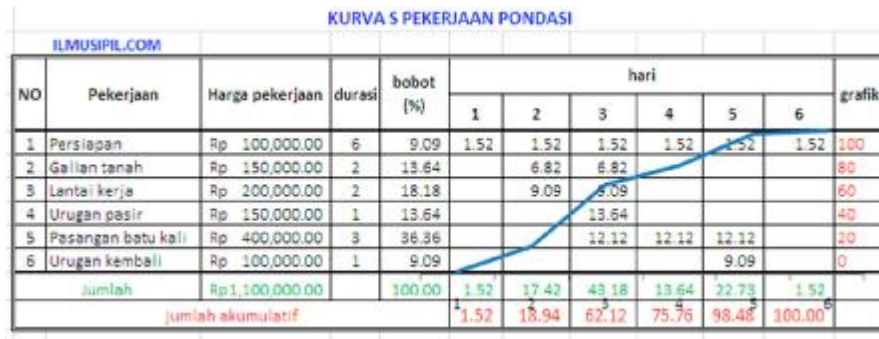 KURVA S PEKERJAAN PONDASI
ILMUSIPIL.COM
NO Pekerjaan Harga pekerjaan durasi bobot (%) hari grafik
1 2 3 4 5 6
1 Persiapan Rp 100,000.00 6 9.09 1.52 1.52 1.52 1.52 1.52 1.52 100
2 Galian tanah Rp 150,000.00 2 13.64 6.82 6.82 80
3 Lantai kerja Rp 200,000.00 2 18.18 9.09 9.09 60
4 Urugan pasir Rp 150,000.00 1 13.64 13.64 40
5 Pasangan batu kali Rp 400,000.00 3 36.36 12.12 12.12 12.12 20
6 Urugan kembali Rp 100,000.00 1 9.09 9.09 0
Jumlah Rp1,100,000.00 100.00 1.52 17.42 43.18 13.64 22.73 1.52
1 2 3 4 5 6
jumlah akumulatif 1.52 18.94 62.12 75.76 98.48 100.00